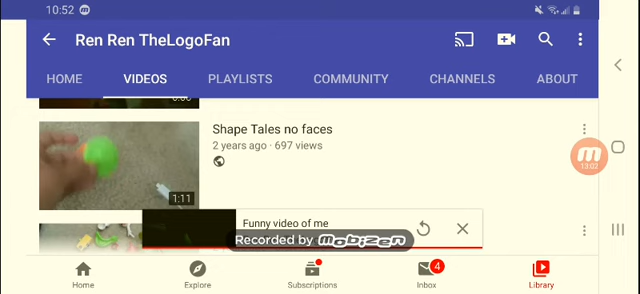 10:52
Ren Ren TheLogoFan
HOME VIDEOS PLAYLISTS COMMUNITY CHANNELS ABOUT
Shape Tales no faces
2 years ago · 697 views
1:11
13:02
Funny video of me
Recorded by mobizen
4
Home Explore Subscriptions Inbox Library